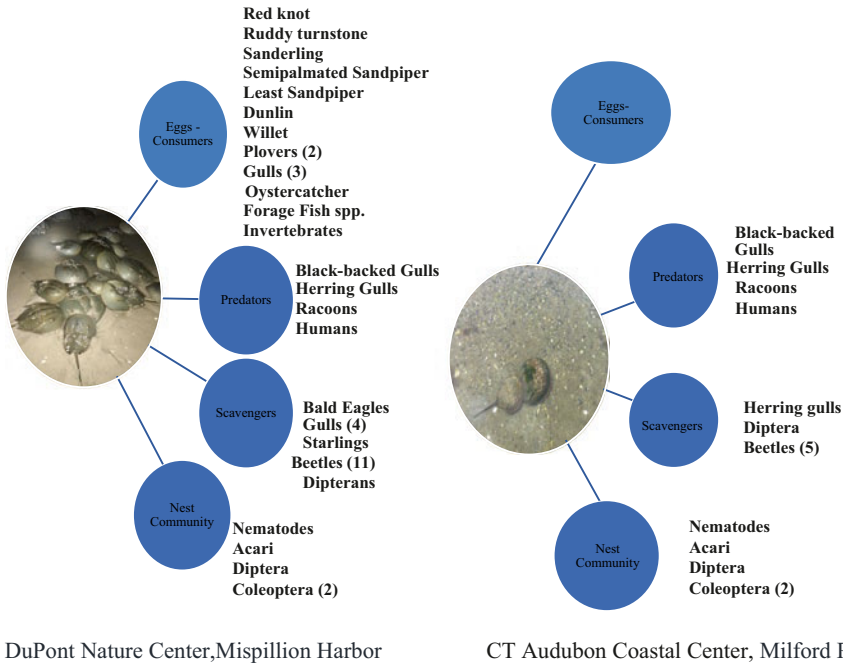 Red knot
Ruddy turnstone
Sanderling
Semipalmated Sandpiper
Least Sandpiper
Dunlin
Willet
Plovers (2)
Gulls (3)
Oystercatcher
Forage Fish spp.
Invertebrates
Eggs -
Consumers
Black-backed Gulls
Herring Gulls
Racoons
Humans
Predators
Bald Eagles
Gulls (4)
Starlings
Beetles (11)
Dipterans
Scavengers
Nest
Community
Nematodes
Acari
Diptera
Coleoptera (2)
DuPont Nature Center,Mispillion Harbor
Eggs-
Consumers
Black-backed
Gulls
Herring Gulls
Racoons
Humans
Predators
Herring gulls
Diptera
Beetles (5)
Scavengers
Nest
Community
Nematodes
Acari
Diptera
Coleoptera (2)
CT Audubon Coastal Center, Milford